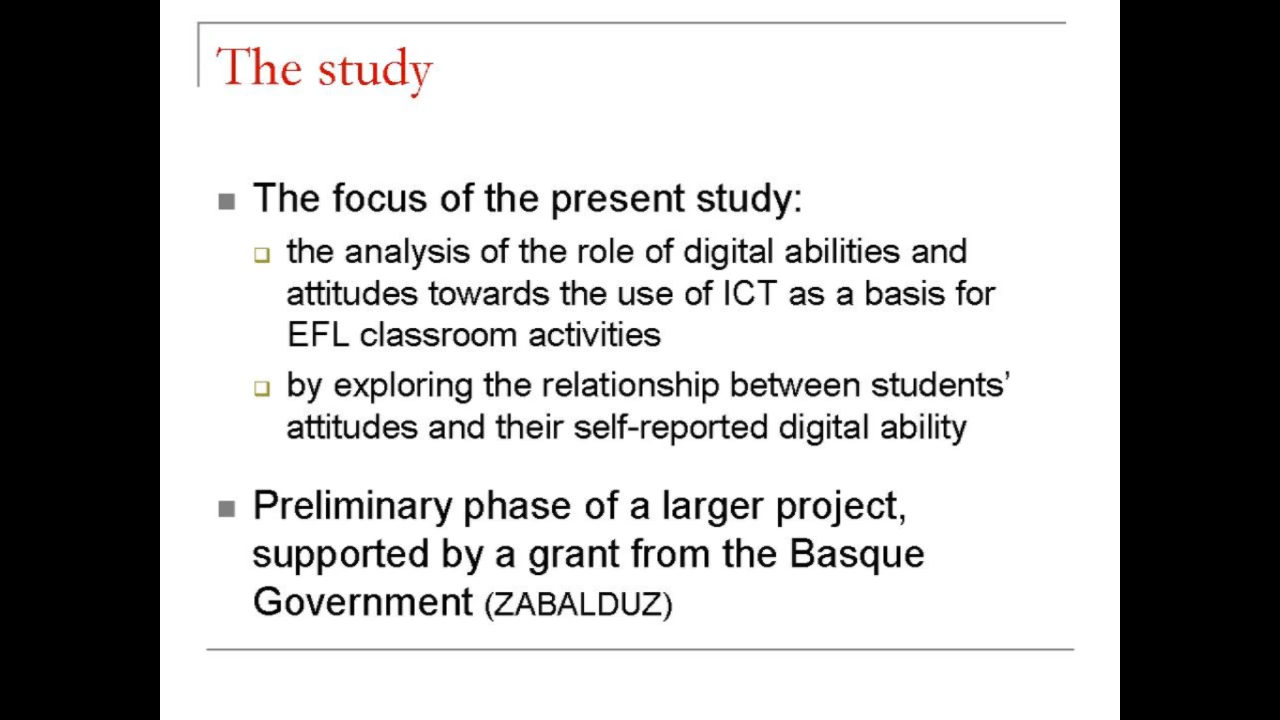 The study
The focus of the present study:
the analysis of the role of digital abilities and
attitudes towards the use of ICT as a basis for
EFL classroom activities
by exploring the relationship between students’
attitudes and their self-reported digital ability
Preliminary phase of a larger project,
supported by a grant from the Basque
Government (ZABALDUZ)